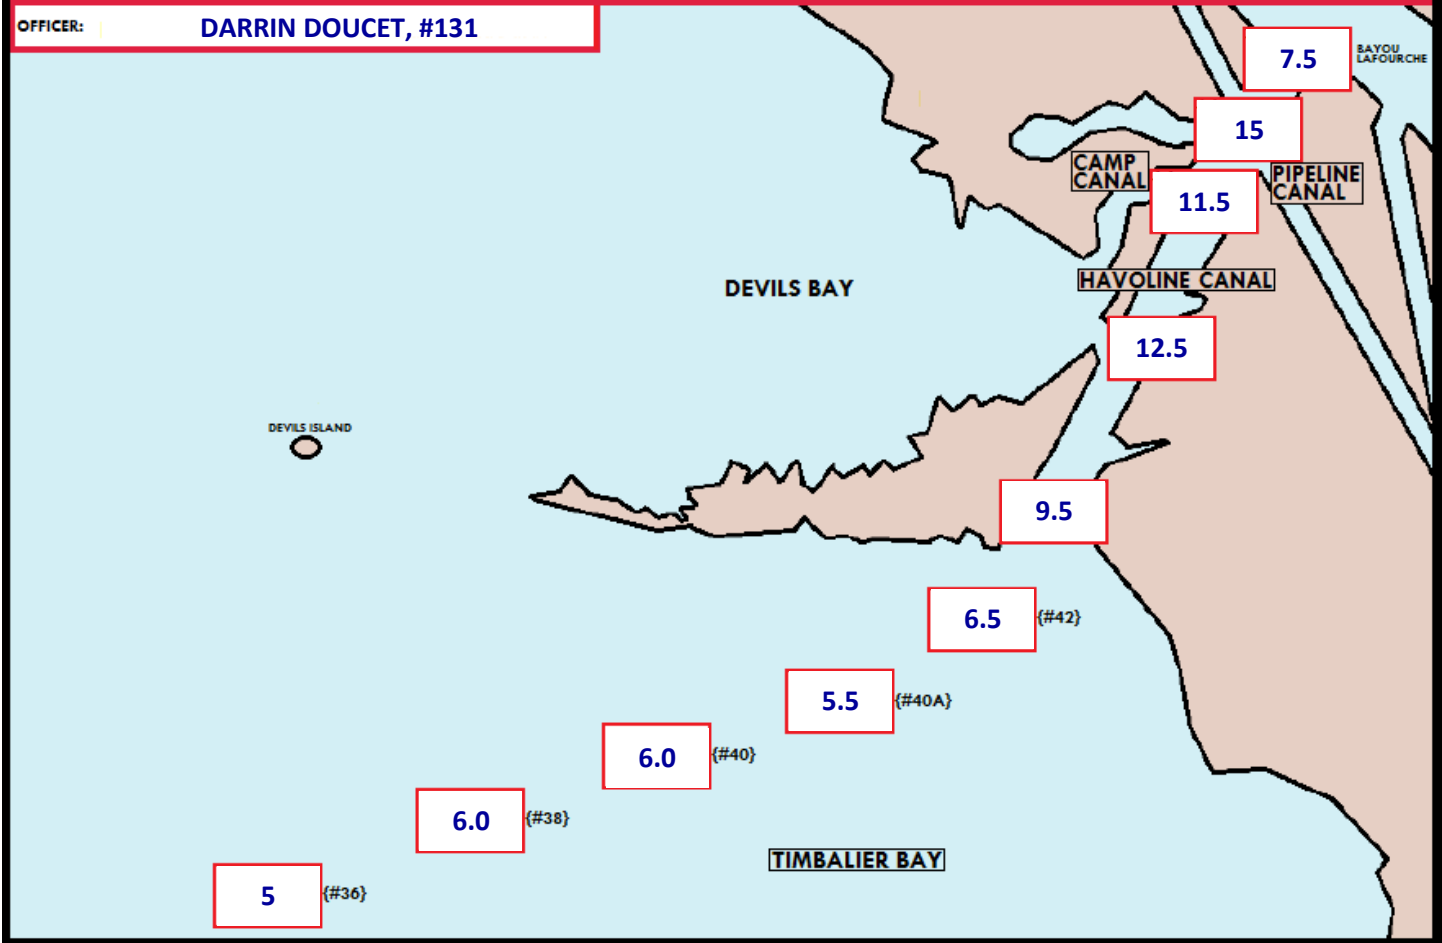 OFFICER: DARRIN DOUCET, #131
7.5
BAYOU
LAFOURCHE
15
CAMP
CANAL
PIPELINE
CANAL
11.5
HAVOLINE CANAL
DEVILS BAY
12.5
DEVILS ISLAND
9.5
6.5 {#42}
5.5 {#40A}
6.0 {#40}
6.0 {#38}
TIMBALIER BAY
5 {#36}